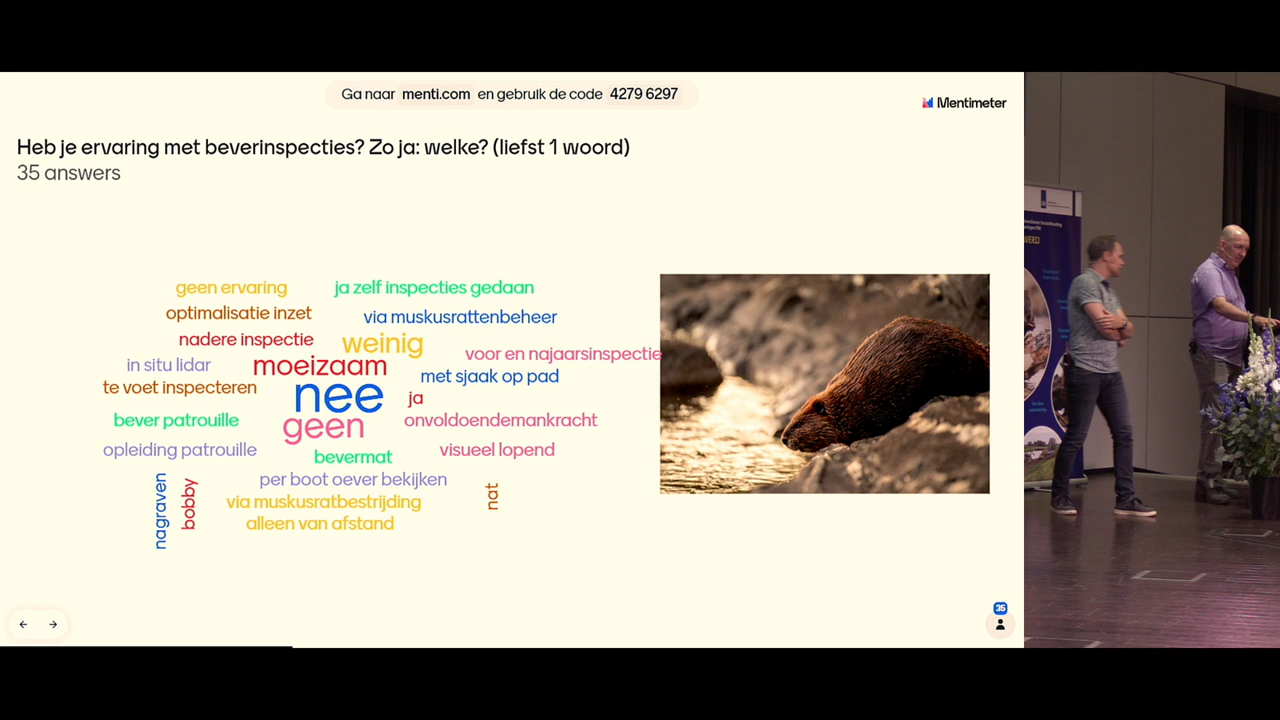 Ga naar menti.com en gebruik de code 4279 6297
Mentimeter
Heb je ervaring met beverinspecties? Zo ja: welke? (liefst 1 woord)
35 answers
geen ervaring
ja zelf inspecties gedaan
optimalisatie inzet
via muskusrattenbeheer
nadere inspectie
weinig
voor en najaarsinspectie
in situ lidar
moeizaam
met sjaak op pad
te voet inspecteren
nee
ja
bever patrouille
geen
onvoldoendemankracht
opleiding patrouille
bevermat
visueel lopend
per boot oever bekijken
nagraven
bobby
via muskusratbestrijding
nat
alleen van afstand
35